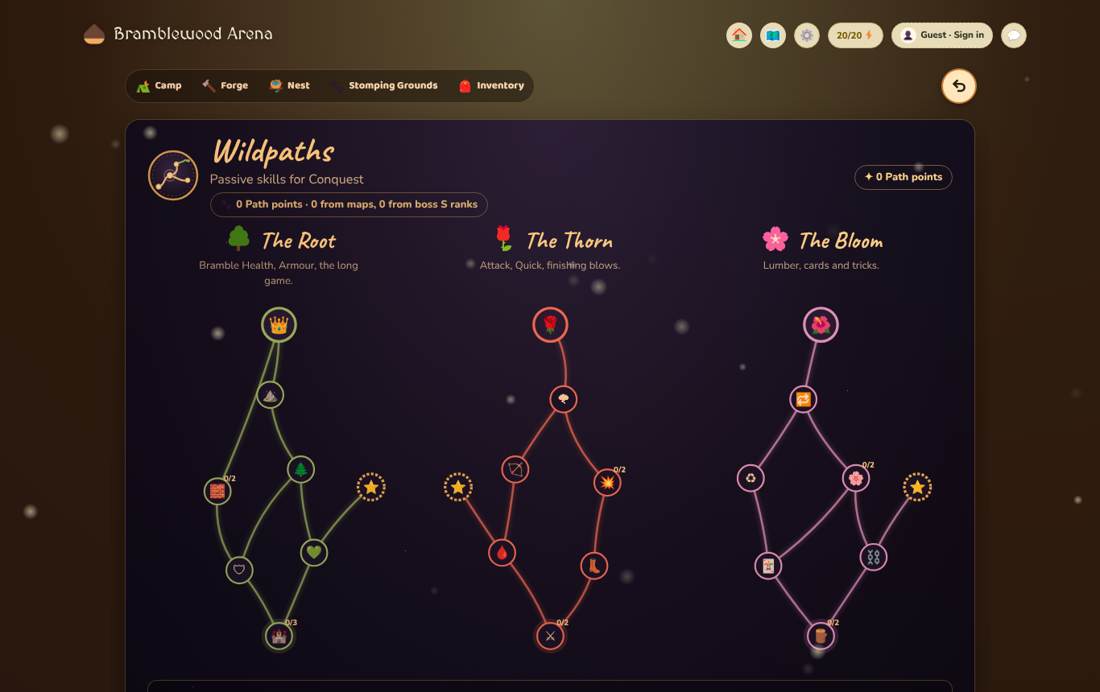 Bramblewood Arena
20/20
Guest · Sign in
Camp
Forge
Nest
Stomping Grounds
Inventory
Wildpaths
Passive skills for Conquest
0 Path points · 0 from maps, 0 from boss S ranks
✦ 0 Path points
The Root
Bramble Health, Armour, the long
game.
The Thorn
Attack, Quick, finishing blows.
The Bloom
Lumber, cards and tricks.
0/2
0/2
0/2
0/3
0/2
0/2